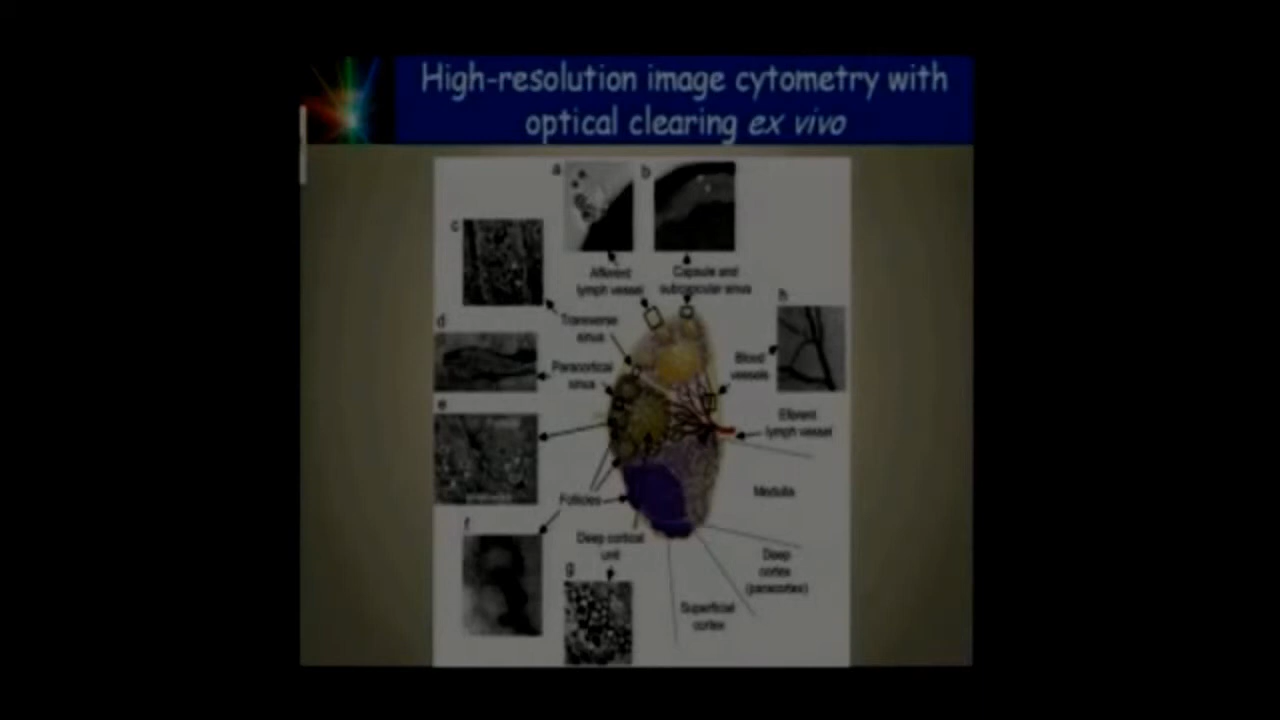 High-resolution image cytometry with
optical clearing ex vivo
a
b
c
Afferent
lymph vessel
Capsule and
subcapcular sinus
h
d
Transverse
sinus
Paracortical
sinus
Blood
vessels
e
Efferent
lymph vessel
Follicles
Medulla
f
Deep cortical
unit
g
Deep
cortex
(paracortex)
Superficial
cortex